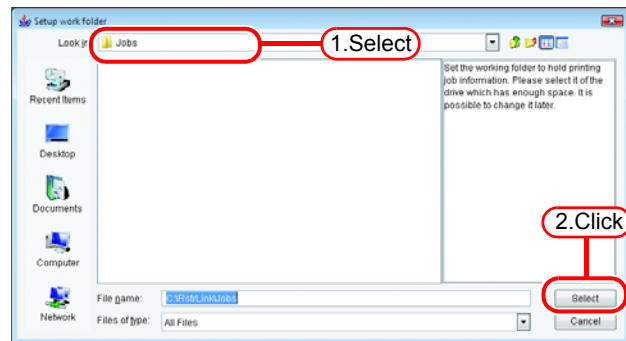 Setup work folder
Look in
Jobs
1.Select
Set the working folder to hold printing
job information. Please select it of the
drive which has enough space. It is
possible to change it later.
Recent Items
Desktop
Documents
Computer
Network
2.Click
File name:
C:\RstrLink\Jobs
Select
Files of type:
All Files
Cancel